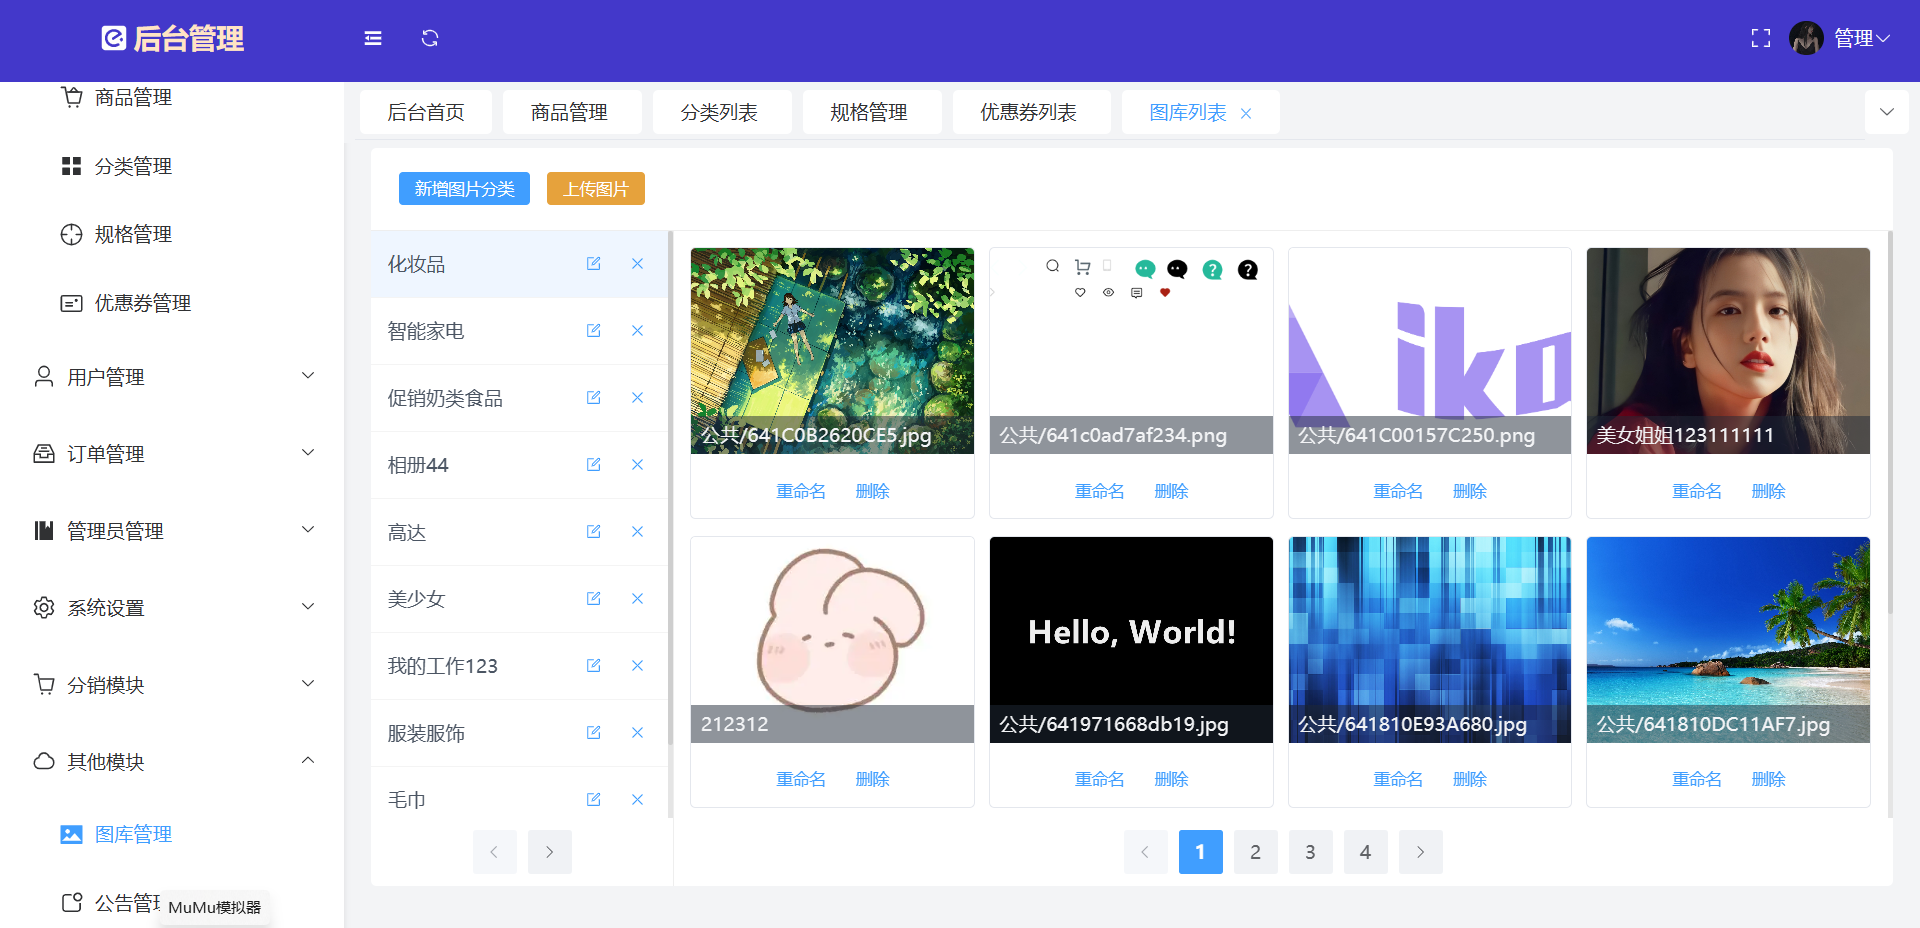 后台管理
管理
商品管理
分类管理
规格管理
优惠券管理
用户管理
订单管理
管理员管理
系统设置
分销模块
其他模块
图库管理
公告管理
MuMu模拟器
后台首页
商品管理
分类列表
规格管理
优惠券列表
图库列表
新增图片分类
上传图片
化妆品
智能家电
促销奶类食品
相册44
高达
美少女
我的工作123
服装服饰
毛巾
公共/641C0B2620CE5.jpg
重命名 删除
公共/641c0ad7af234.png
重命名 删除
iko
公共/641C00157C250.png
重命名 删除
美女姐姐123111111
重命名 删除
212312
重命名 删除
Hello, World!
公共/641971668db19.jpg
重命名 删除
公共/641810E93A680.jpg
重命名 删除
公共/641810DC11AF7.jpg
重命名 删除
1 2 3 4